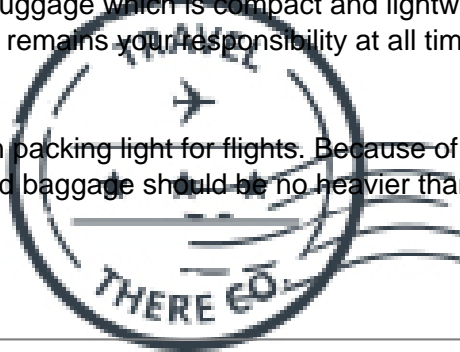 uggage which is compact and lightw
remains your responsibility at all tim
TRAVEL
packing light for flights. Because of
d baggage should be no heavier than
THERE CO.